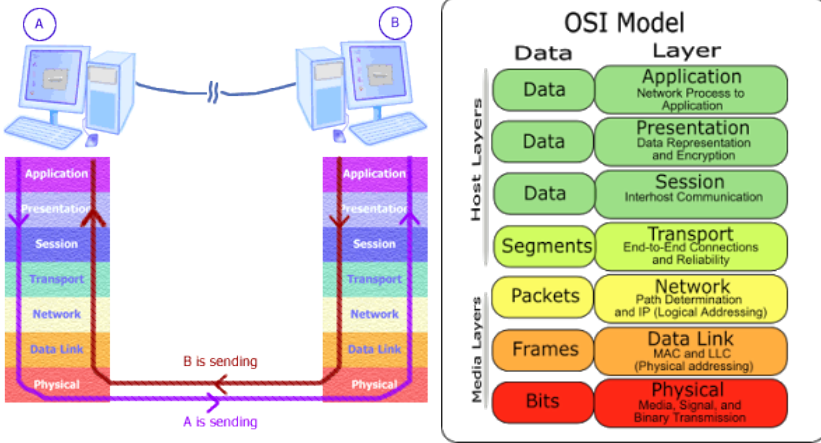 A
B
Application
Presentation
Session
Transport
Network
Data Link
Physical
Application
Presentation
Session
Transport
Network
Data Link
Physical
B is sending
A is sending
OSI Model
Data Layer
Host Layers
Data
Application
Network Process to
Application
Data
Presentation
Data Representation
and Encryption
Data
Session
Interhost Communication
Segments
Transport
End-to-End Connections
and Reliability
Media Layers
Packets
Network
Path Determination
and IP (Logical Addressing)
Frames
Data Link
MAC and LLC
(Physical addressing)
Bits
Physical
Media, Signal, and
Binary Transmission